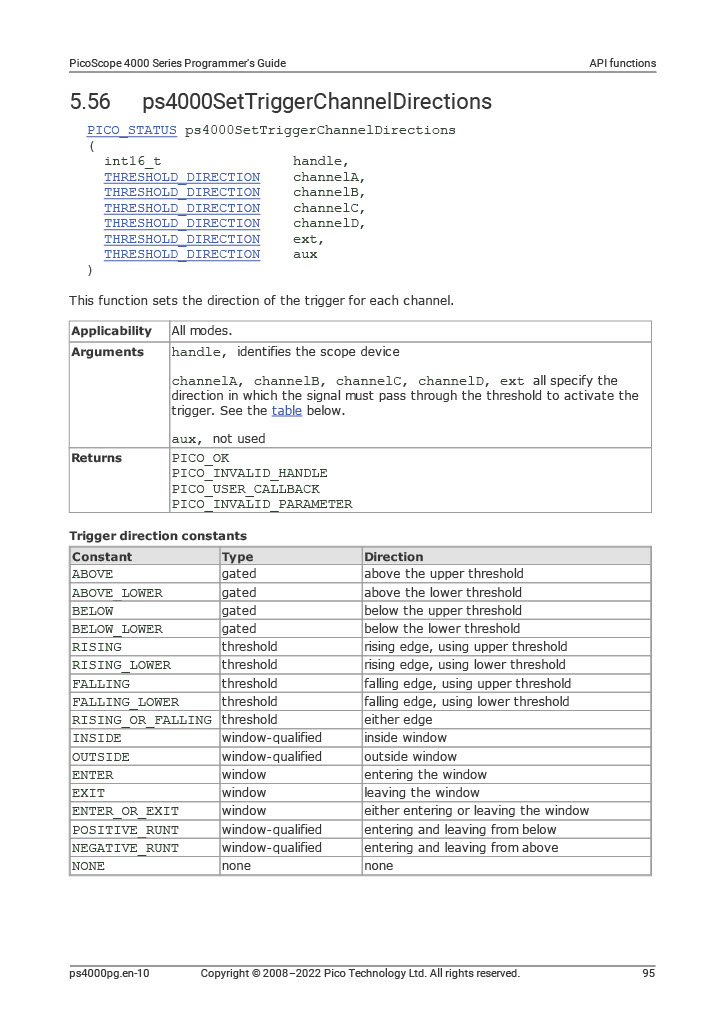 PicoScope 4000 Series Programmer's Guide API functions
5.56 ps4000SetTriggerChannelDirections
PICO_STATUS ps4000SetTriggerChannelDirections
(
int16_t handle,
THRESHOLD_DIRECTION channelA,
THRESHOLD_DIRECTION channelB,
THRESHOLD_DIRECTION channelC,
THRESHOLD_DIRECTION channelD,
THRESHOLD_DIRECTION ext,
THRESHOLD_DIRECTION aux
)
This function sets the direction of the trigger for each channel.
Applicability All modes.
Arguments handle, identifies the scope device
channelA, channelB, channelC, channelD, ext all specify the
direction in which the signal must pass through the threshold to activate the
trigger. See the table below.
aux, not used
Returns PICO_OK
PICO_INVALID_HANDLE
PICO_USER_CALLBACK
PICO_INVALID_PARAMETER
Trigger direction constants
Constant Type Direction
ABOVE gated above the upper threshold
ABOVE_LOWER gated above the lower threshold
BELOW gated below the upper threshold
BELOW_LOWER gated below the lower threshold
RISING threshold rising edge, using upper threshold
RISING_LOWER threshold rising edge, using lower threshold
FALLING threshold falling edge, using upper threshold
FALLING_LOWER threshold falling edge, using lower threshold
RISING_OR_FALLING threshold either edge
INSIDE window-qualified inside window
OUTSIDE window-qualified outside window
ENTER window entering the window
EXIT window leaving the window
ENTER_OR_EXIT window either entering or leaving the window
POSITIVE_RUNT window-qualified entering and leaving from below
NEGATIVE_RUNT window-qualified entering and leaving from above
NONE none none
ps4000pg.en-10 Copyright © 2008–2022 Pico Technology Ltd. All rights reserved. 95